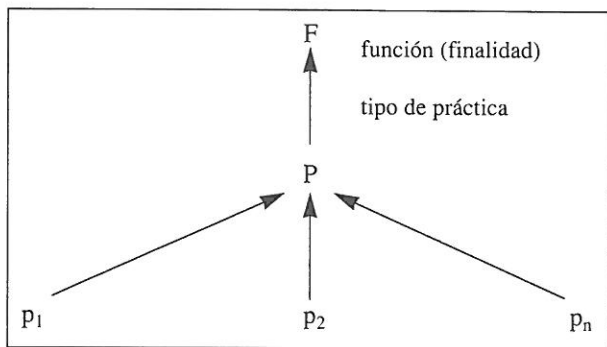 F
función (finalidad)
tipo de práctica
P
p₁ p₂ pₙ